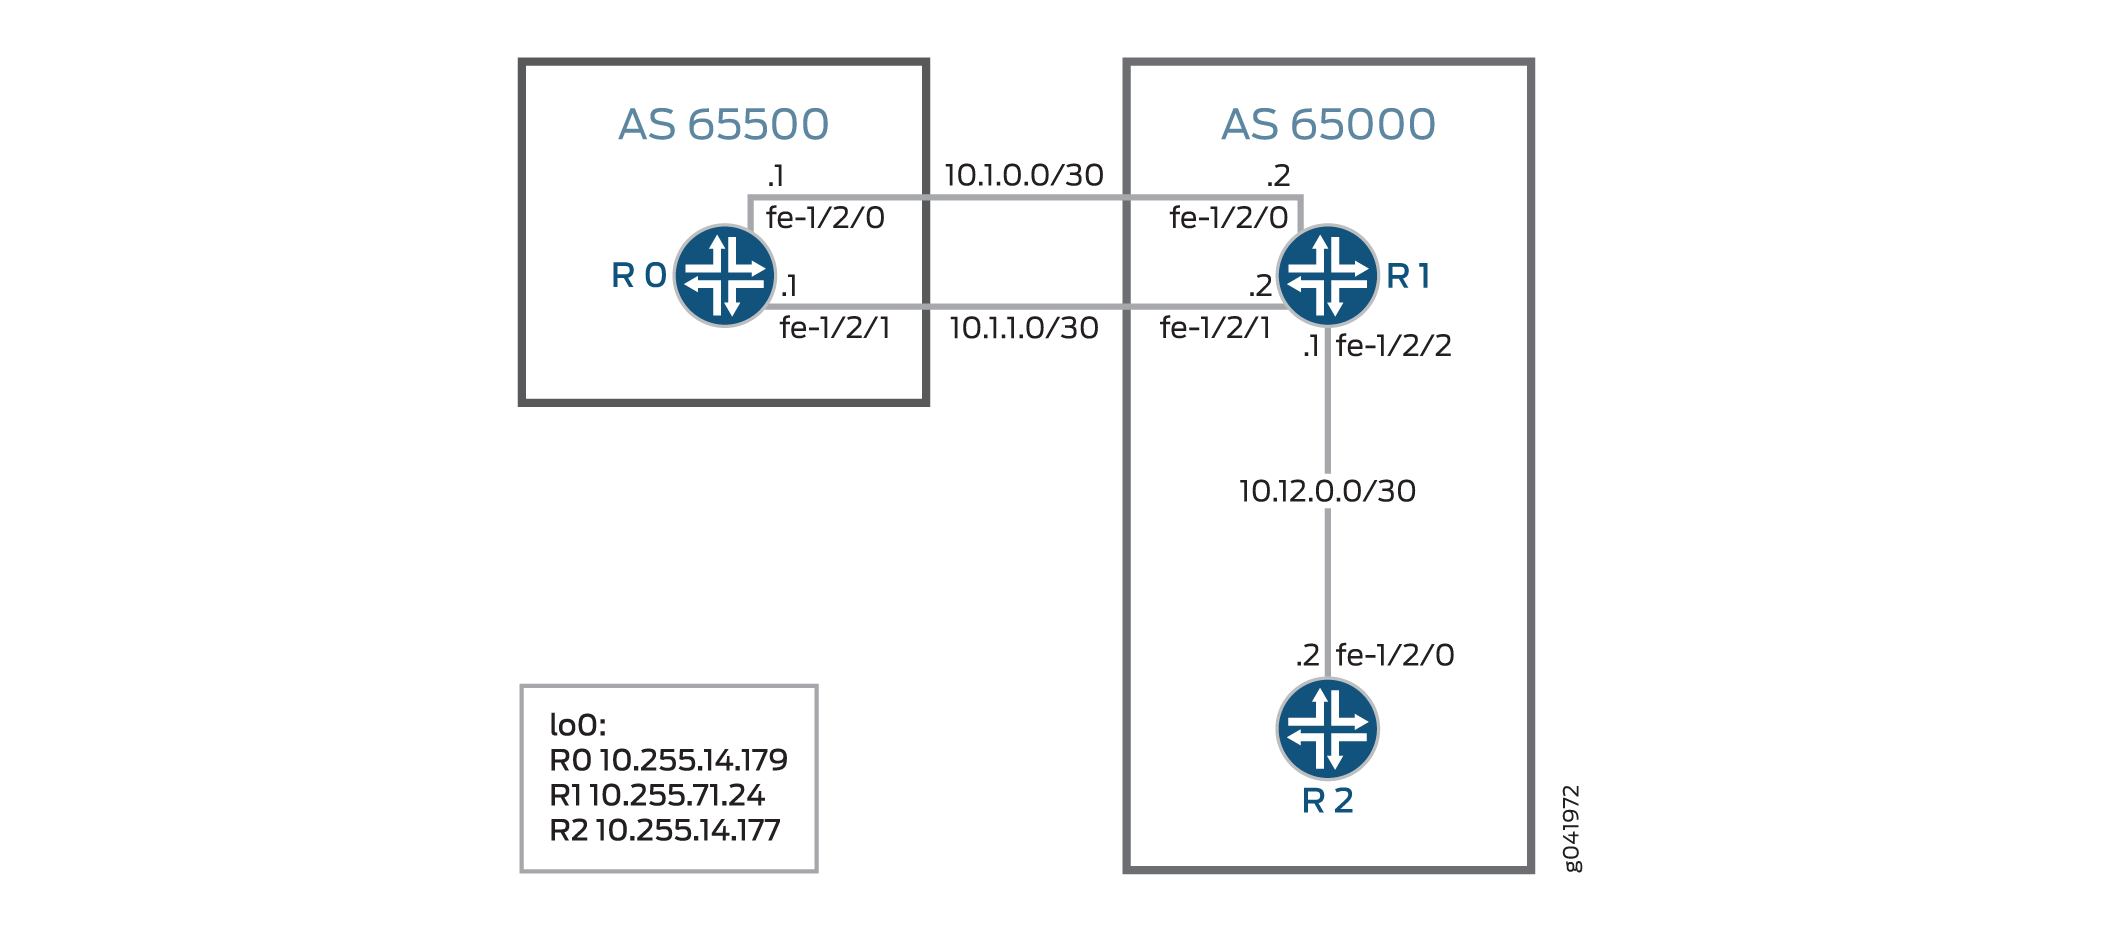 AS 65500
AS 65000
.1
10.1.0.0/30
.2
fe-1/2/0
fe-1/2/0
R 0
R 1
.1
.2
fe-1/2/1
10.1.1.0/30
fe-1/2/1
.1
fe-1/2/2
10.12.0.0/30
.2
fe-1/2/0
R 2
lo0:
R0 10.255.14.179
R1 10.255.71.24
R2 10.255.14.177
g041972